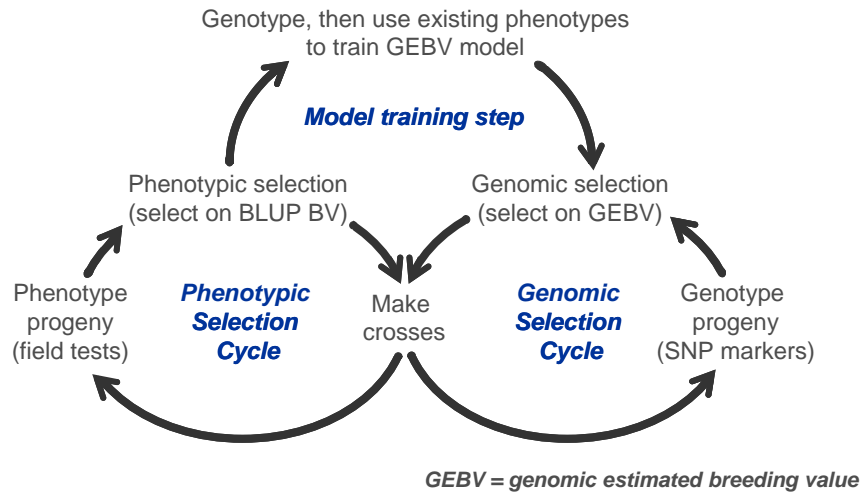 Genotype, then use existing phenotypes
to train GEBV model
Model training step
Phenotypic selection
(select on BLUP BV)
Genomic selection
(select on GEBV)
Phenotype
progeny
(field tests)
Phenotypic
Selection
Cycle
Make
crosses
Genomic
Selection
Cycle
Genotype
progeny
(SNP markers)
GEBV = genomic estimated breeding value